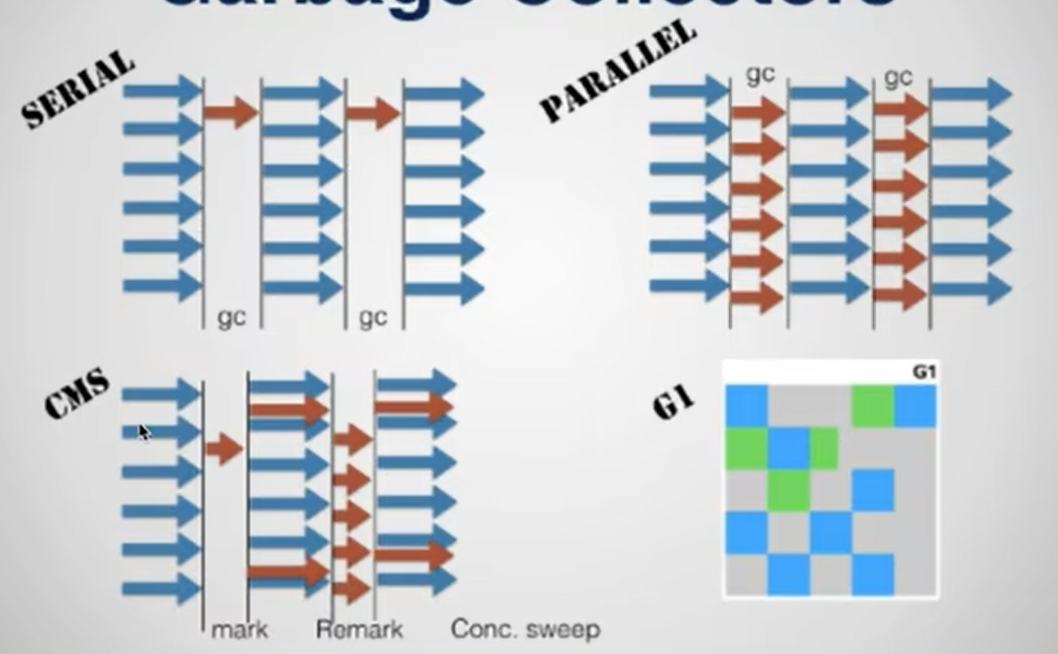 Garbage Collectors
SERIAL
gc
gc
PARALLEL
gc
gc
CMS
mark
Remark
Conc. sweep
G1
G1